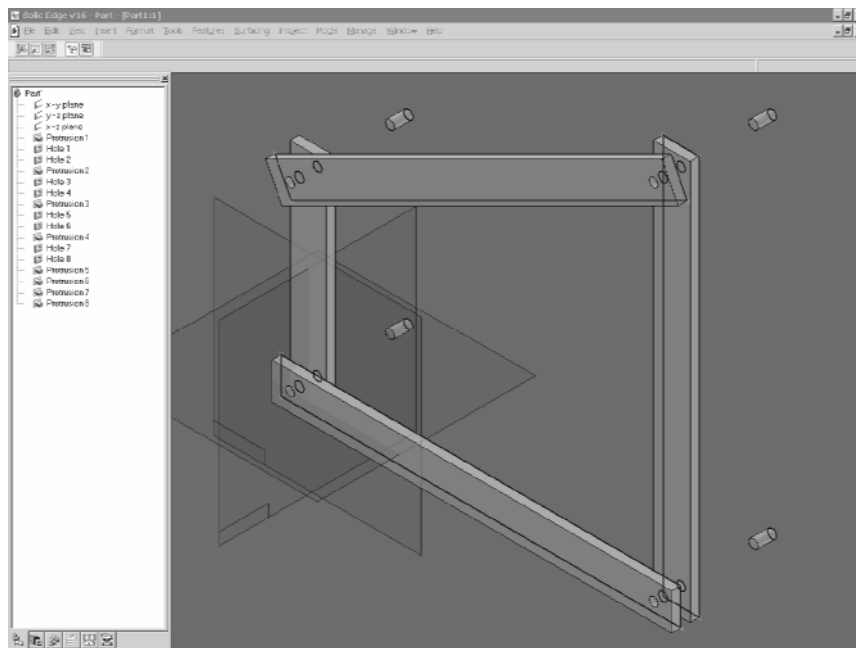 Solid Edge V16 - Part - [Part1:1]
File Edit View Insert Format Tools Features Surfacing Inspect Mold Manage Window Help
Part
x-y plane
y-z plane
x-z plane
Protrusion 1
Hole 1
Hole 2
Protrusion 2
Hole 3
Hole 4
Protrusion 3
Hole 5
Hole 6
Protrusion 4
Hole 7
Hole 8
Protrusion 5
Protrusion 6
Protrusion 7
Protrusion 8